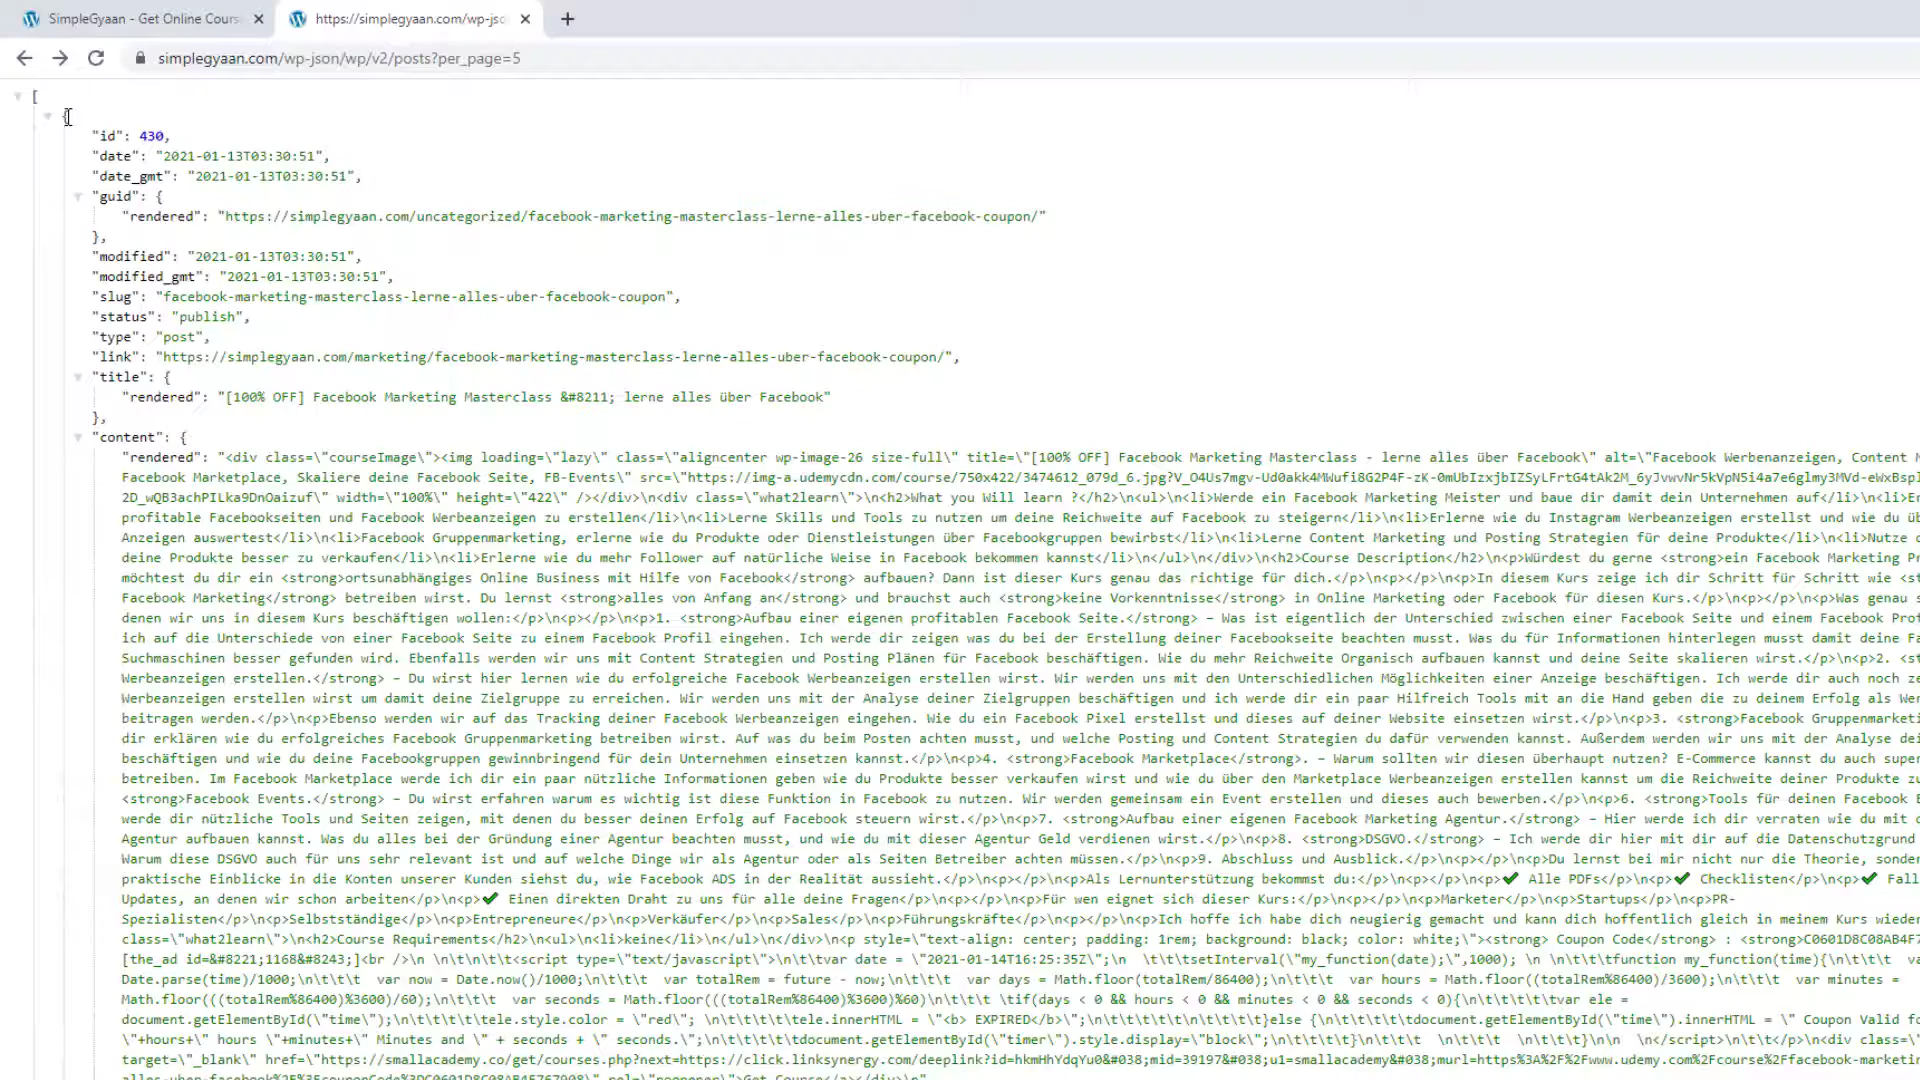 SimpleGyaan - Get Online Cours
https://simplegyaan.com/wp-jso
simplegyaan.com/wp-json/wp/v2/posts?per_page=5
[
{
"id": 430,
"date": "2021-01-13T03:30:51",
"date_gmt": "2021-01-13T03:30:51",
"guid": {
"rendered": "https://simplegyaan.com/uncategorized/facebook-marketing-masterclass-lerne-alles-uber-facebook-coupon/"
},
"modified": "2021-01-13T03:30:51",
"modified_gmt": "2021-01-13T03:30:51",
"slug": "facebook-marketing-masterclass-lerne-alles-uber-facebook-coupon",
"status": "publish",
"type": "post",
"link": "https://simplegyaan.com/marketing/facebook-marketing-masterclass-lerne-alles-uber-facebook-coupon/",
"title": {
"rendered": "[100% OFF] Facebook Marketing Masterclass &#8211; lerne alles über Facebook"
},
"content": {
"rendered": "<div class=\"courseImage\"><img loading=\"lazy\" class=\"aligncenter wp-image-26 size-full\" title=\"[100% OFF] Facebook Marketing Masterclass - lerne alles über Facebook\" alt=\"Facebook Werbeanzeigen, Content M
Facebook Marketplace, Skaliere deine Facebook Seite, FB-Events\" src=\"https://img-a.udemycdn.com/course/750x422/3474612_079d_6.jpg?V_O4Us7mgv-Ud0akk4MWufi8G2P4F-zK-0mUbIzxjbIZSyLFrtG4tAk2M_6yJvwvNr5kVpN5i4a7e6glmy3MVd-eWxBspl
2D_wQB3achPILka9DnOaizuf\" width=\"100%\" height=\"422\" /></div>\n<div class=\"what2learn\">\n<h2>What you Will learn ?</h2>\n<ul>\n<li>Werde ein Facebook Marketing Meister und baue dir damit dein Unternehmen auf</li>\n<li>Er
profitable Facebookseiten und Facebook Werbeanzeigen zu erstellen</li>\n<li>Lerne Skills und Tools zu nutzen um deine Reichweite auf Facebook zu steigern</li>\n<li>Erlerne wie du Instagram Werbeanzeigen erstellst und wie du üb
Anzeigen auswertest</li>\n<li>Facebook Gruppenmarketing, erlerne wie du Produkte oder Dienstleistungen über Facebookgruppen bewirbst</li>\n<li>Lerne Content Marketing und Posting Strategien für deine Produkte</li>\n<li>Nutze d
deine Produkte besser zu verkaufen</li>\n<li>Erlerne wie du mehr Follower auf natürliche Weise in Facebook bekommen kannst</li>\n</ul>\n</div>\n<h2>Course Description</h2>\n<p>Würdest du gerne <strong>ein Facebook Marketing Pr
möchtest du dir ein <strong>ortsunabhängiges Online Business mit Hilfe von Facebook</strong> aufbauen? Dann ist dieser Kurs genau das richtige für dich.</p>\n<p></p>\n<p>In diesem Kurs zeige ich dir Schritt für Schritt wie <st
Facebook Marketing</strong> betreiben wirst. Du lernst <strong>alles von Anfang an</strong> und brauchst auch <strong>keine Vorkenntnisse</strong> in Online Marketing oder Facebook für diesen Kurs.</p>\n<p></p>\n<p>Was genau s
denen wir uns in diesem Kurs beschäftigen wollen:</p>\n<p></p>\n<p>1. <strong>Aufbau einer eigenen profitablen Facebook Seite.</strong> – Was ist eigentlich der Unterschied zwischen einer Facebook Seite und einem Facebook Prof
ich auf die Unterschiede von einer Facebook Seite zu einem Facebook Profil eingehen. Ich werde dir zeigen was du bei der Erstellung deiner Facebookseite beachten musst. Was du für Informationen hinterlegen musst damit deine Fa
Suchmaschinen besser gefunden wird. Ebenfalls werden wir uns mit Content Strategien und Posting Plänen für Facebook beschäftigen. Wie du mehr Reichweite Organisch aufbauen kannst und deine Seite skalieren wirst.</p>\n<p>2. <st
Werbeanzeigen erstellen.</strong> – Du wirst hier lernen wie du erfolgreiche Facebook Werbeanzeigen erstellen wirst. Wir werden uns mit den Unterschiedlichen Möglichkeiten einer Anzeige beschäftigen. Ich werde dir auch noch ze
Werbeanzeigen erstellen wirst um damit deine Zielgruppe zu erreichen. Wir werden uns mit der Analyse deiner Zielgruppen beschäftigen und ich werde dir ein paar Hilfreich Tools mit an die Hand geben die zu deinem Erfolg als Wer
beitragen werden.</p>\n<p>Ebenso werden wir auf das Tracking deiner Facebook Werbeanzeigen eingehen. Wie du ein Facebook Pixel erstellst und dieses auf deiner Website einsetzen wirst.</p>\n<p>3. <strong>Facebook Gruppenmarketi
dir erklären wie du erfolgreiches Facebook Gruppenmarketing betreiben wirst. Auf was du beim Posten achten musst, und welche Posting und Content Strategien du dafür verwenden kannst. Außerdem werden wir uns mit der Analyse dei
beschäftigen und wie du deine Facebookgruppen gewinnbringend für dein Unternehmen einsetzen kannst.</p>\n<p>4. <strong>Facebook Marketplace</strong>. – Warum sollten wir diesen überhaupt nutzen? E-Commerce kannst du auch super
betreiben. Im Facebook Marketplace werde ich dir ein paar nützliche Informationen geben wie du Produkte besser verkaufen wirst und wie du über den Marketplace Werbeanzeigen erstellen kannst um die Reichweite deiner Produkte zu
<strong>Facebook Events.</strong> – Du wirst erfahren warum es wichtig ist diese Funktion in Facebook zu nutzen. Wir werden gemeinsam ein Event erstellen und dieses auch bewerben.</p>\n<p>6. <strong>Tools für deinen Facebook E
werde dir nützliche Tools und Seiten zeigen, mit denen du besser deinen Erfolg auf Facebook steuern wirst.</p>\n<p>7. <strong>Aufbau einer eigenen Facebook Marketing Agentur.</strong> – Hier werde ich dir verraten wie du mit d
Agentur aufbauen kannst. Was du alles bei der Gründung einer Agentur beachten musst, und wie du mit dieser Agentur Geld verdienen wirst.</p>\n<p>8. <strong>DSGVO.</strong> – Ich werde dir hier mit dir auf die Datenschutzgrund
Warum diese DSGVO auch für uns sehr relevant ist und auf welche Dinge wir als Agentur oder als Seiten Betreiber achten müssen.</p>\n<p>9. Abschluss und Ausblick.</p>\n<p></p>\n<p>Du lernst bei mir nicht nur die Theorie, sonder
praktische Einblicke in die Konten unserer Kunden siehst du, wie Facebook ADS in der Realität aussieht.</p>\n<p></p>\n<p>Als Lernunterstützung bekommst du:</p>\n<p></p>\n<p>✔ Alle PDFs</p>\n<p>✔ Checklisten</p>\n<p>✔ Fall
Updates, an denen wir schon arbeiten</p>\n<p>✔ Einen direkten Draht zu uns für alle deine Fragen</p>\n<p></p>\n<p>Für wen eignet sich dieser Kurs:</p>\n<p></p>\n<p>Marketer</p>\n<p>Startups</p>\n<p>PR-
Spezialisten</p>\n<p>Selbstständige</p>\n<p>Entrepreneure</p>\n<p>Verkäufer</p>\n<p>Sales</p>\n<p>Führungskräfte</p>\n<p></p>\n<p>Ich hoffe ich habe dich neugierig gemacht und kann dich hoffentlich gleich in meinem Kurs wieder
class=\"what2learn\">\n<h2>Course Requirements</h2>\n<ul>\n<li>keine</li>\n</ul>\n</div>\n<p style=\"text-align: center; padding: 1rem; background: black; color: white;\"><strong> Coupon Code</strong> : <strong>C0601D8C08AB4F7
[the_ad id=&#8221;1168&#8243;]<br />\n \n\t\n\t\t<script type=\"text/javascript\">\n\t\tvar date = \"2021-01-14T16:25:35Z\";\n \t\tsetInterval(\"my_function(date);\",1000); \n \n\t\tfunction my_function(time){\n\t\t\t va
Date.parse(time)/1000;\n\t\t\t var now = Date.now()/1000;\n\t\t\t var totalRem = future - now;\n\t\t\t var days = Math.floor(totalRem/86400);\n\t\t\t var hours = Math.floor((totalRem%86400)/3600);\n\t\t\t var minutes =
Math.floor(((totalRem%86400)%3600)/60);\n\t\t\t var seconds = Math.floor(((totalRem%86400)%3600)%60)\n\t\t\t \tif(days < 0 && hours < 0 && minutes < 0 && seconds < 0){\n\t\t\t\t\tvar ele =
document.getElementById(\"time\");\n\t\t\t\t\tele.style.color = \"red\"; \n\t\t\t\t\tele.innerHTML = \"<b> EXPIRED</b>\";\n\t\t\t\t\t\n\t\t\t\t}else {\n\t\t\t\t\tdocument.getElementById(\"time\").innerHTML = \" Coupon Valid fo
\"+hours+\" hours \"+minutes+\" Minutes and \" + seconds + \" seconds.\";\n\t\t\t\t\tdocument.getElementById(\"timer\").style.display=\"block\";\n\t\t\t\t}\n\t\t \n\t\t}\n\n \n</script>\n\t</p>\n<div class=
target=\"_blank\" href=\"https://smallacademy.co/get/courses.php?next=https://click.linksynergy.com/deeplink?id=hkmHhYdqYu0&#038;mid=39197&#038;u1=smallacademy&#038;murl=https%3A%2F%2Fwww.udemy.com%2Fcourse%2Ffacebook-marketin